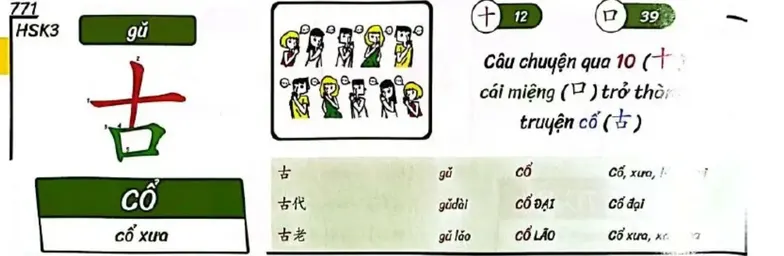 771
HSK3
gǔ
古
CỔ
cổ xưa
十 12
口 39
Câu chuyện qua 10 (十
cái miệng (口) trở
truyện cổ (古)
古 gǔ CỔ Cổ, xưa,
古代 gǔdài CỔ ĐẠI Cổ đại
古老 gǔ lǎo CỔ LÃO Cổ xưa,